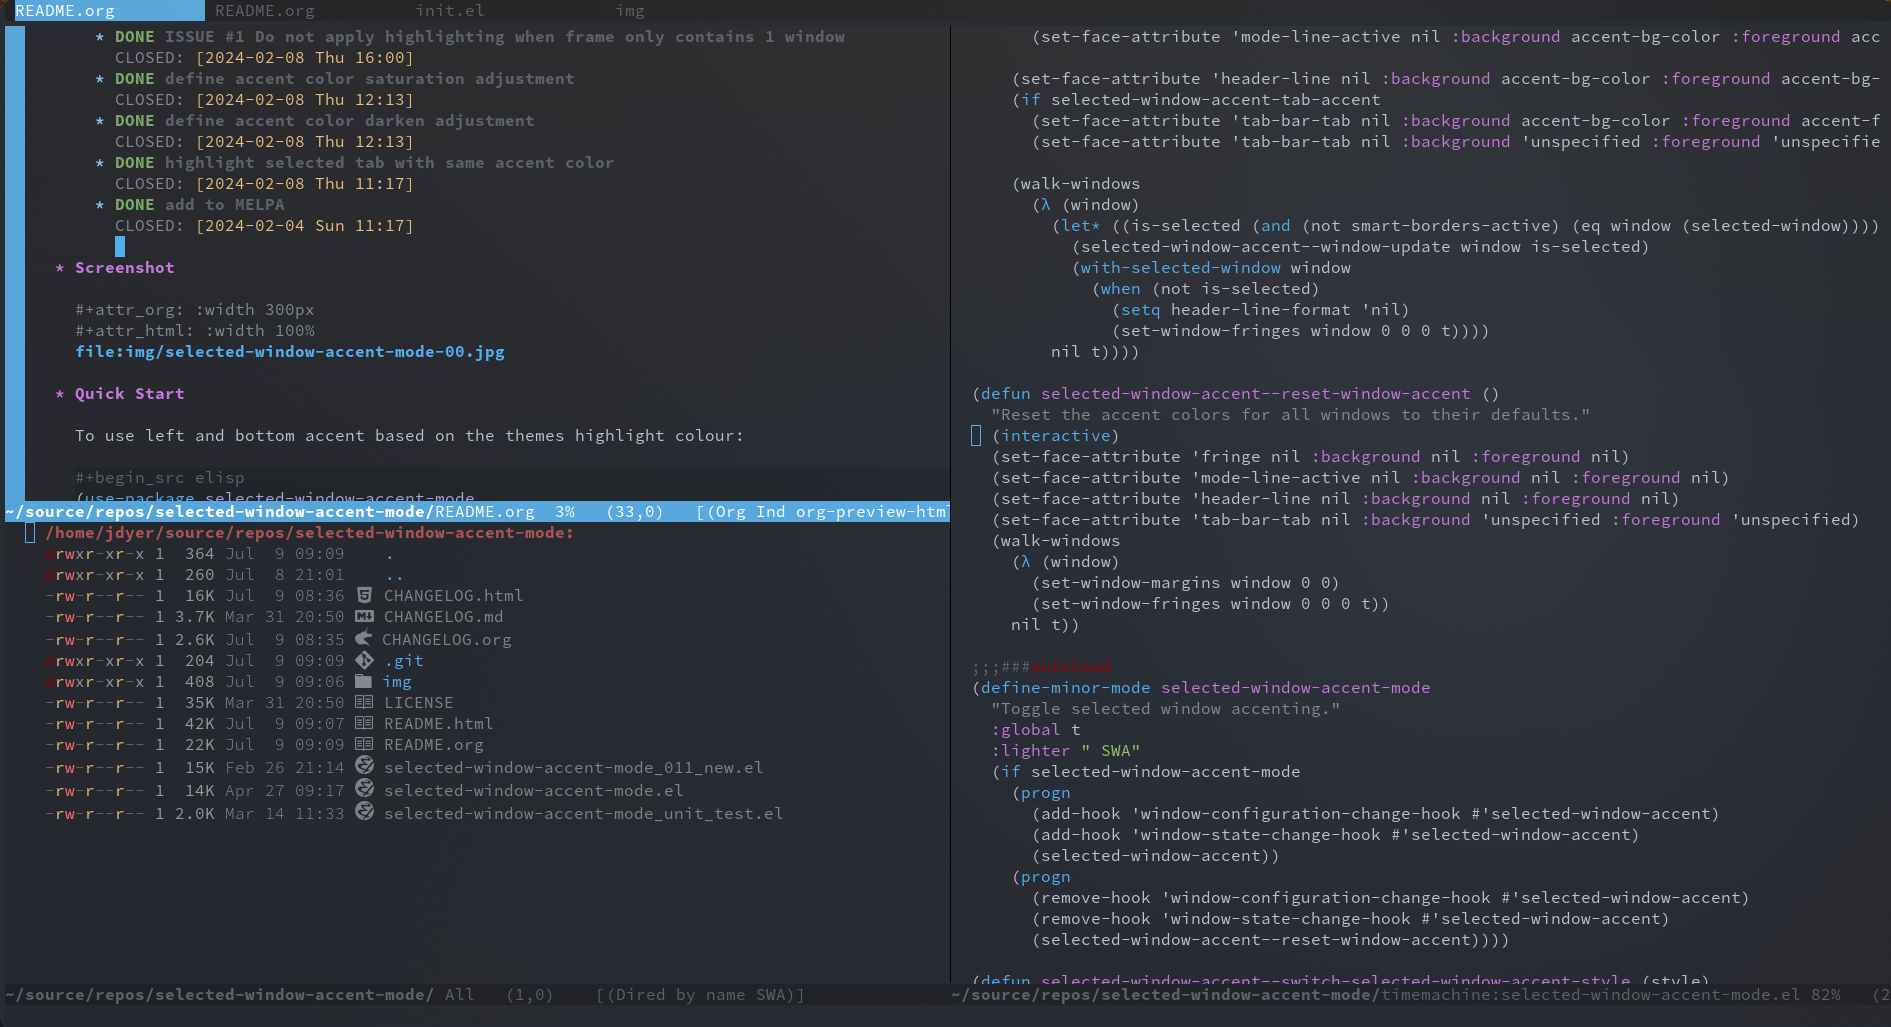 README.org README.org init.el img
* DONE ISSUE #1 Do not apply highlighting when frame only contains 1 window
CLOSED: [2024-02-08 Thu 16:00]
* DONE define accent color saturation adjustment
CLOSED: [2024-02-08 Thu 12:13]
* DONE define accent color darken adjustment
CLOSED: [2024-02-08 Thu 12:13]
* DONE highlight selected tab with same accent color
CLOSED: [2024-02-08 Thu 11:17]
* DONE add to MELPA
CLOSED: [2024-02-04 Sun 11:17]
* Screenshot
#+attr_org: :width 300px
#+attr_html: :width 100%
file:img/selected-window-accent-mode-00.jpg
* Quick Start
To use left and bottom accent based on the themes highlight colour:
#+begin_src elisp
(use-package selected-window-accent-mode
~/source/repos/selected-window-accent-mode/README.org 3% (33,0) [(Org Ind org-preview-html
/home/jdyer/source/repos/selected-window-accent-mode:
drwxr-xr-x 1 364 Jul 9 09:09 .
drwxr-xr-x 1 260 Jul 8 21:01 ..
-rw-r--r-- 1 16K Jul 9 08:36 CHANGELOG.html
-rw-r--r-- 1 3.7K Mar 31 20:50 CHANGELOG.md
-rw-r--r-- 1 2.6K Jul 9 08:35 CHANGELOG.org
drwxr-xr-x 1 204 Jul 9 09:09 .git
drwxr-xr-x 1 408 Jul 9 09:06 img
-rw-r--r-- 1 35K Mar 31 20:50 LICENSE
-rw-r--r-- 1 42K Jul 9 09:07 README.html
-rw-r--r-- 1 22K Jul 9 09:09 README.org
-rw-r--r-- 1 15K Feb 26 21:14 selected-window-accent-mode_011_new.el
-rw-r--r-- 1 14K Apr 27 09:17 selected-window-accent-mode.el
-rw-r--r-- 1 2.0K Mar 14 11:33 selected-window-accent-mode_unit_test.el
~/source/repos/selected-window-accent-mode/ All (1,0) [(Dired by name SWA)]
(set-face-attribute 'mode-line-active nil :background accent-bg-color :foreground acc
(set-face-attribute 'header-line nil :background accent-bg-color :foreground accent-bg-
(if selected-window-accent-tab-accent
(set-face-attribute 'tab-bar-tab nil :background accent-bg-color :foreground accent-f
(set-face-attribute 'tab-bar-tab nil :background 'unspecified :foreground 'unspecifie
(walk-windows
(λ (window)
(let* ((is-selected (and (not smart-borders-active) (eq window (selected-window))))
(selected-window-accent--window-update window is-selected)
(with-selected-window window
(when (not is-selected)
(setq header-line-format 'nil)
(set-window-fringes window 0 0 0 t))))
nil t))))
(defun selected-window-accent--reset-window-accent ()
"Reset the accent colors for all windows to their defaults."
(interactive)
(set-face-attribute 'fringe nil :background nil :foreground nil)
(set-face-attribute 'mode-line-active nil :background nil :foreground nil)
(set-face-attribute 'header-line nil :background nil :foreground nil)
(set-face-attribute 'tab-bar-tab nil :background 'unspecified :foreground 'unspecified)
(walk-windows
(λ (window)
(set-window-margins window 0 0)
(set-window-fringes window 0 0 0 t))
nil t))
;;;###autoload
(define-minor-mode selected-window-accent-mode
"Toggle selected window accenting."
:global t
:lighter " SWA"
(if selected-window-accent-mode
(progn
(add-hook 'window-configuration-change-hook #'selected-window-accent)
(add-hook 'window-state-change-hook #'selected-window-accent)
(selected-window-accent))
(progn
(remove-hook 'window-configuration-change-hook #'selected-window-accent)
(remove-hook 'window-state-change-hook #'selected-window-accent)
(selected-window-accent--reset-window-accent))))
(defun selected-window-accent--switch-selected-window-accent-style (style)
~/source/repos/selected-window-accent-mode/timemachine:selected-window-accent-mode.el 82% (2